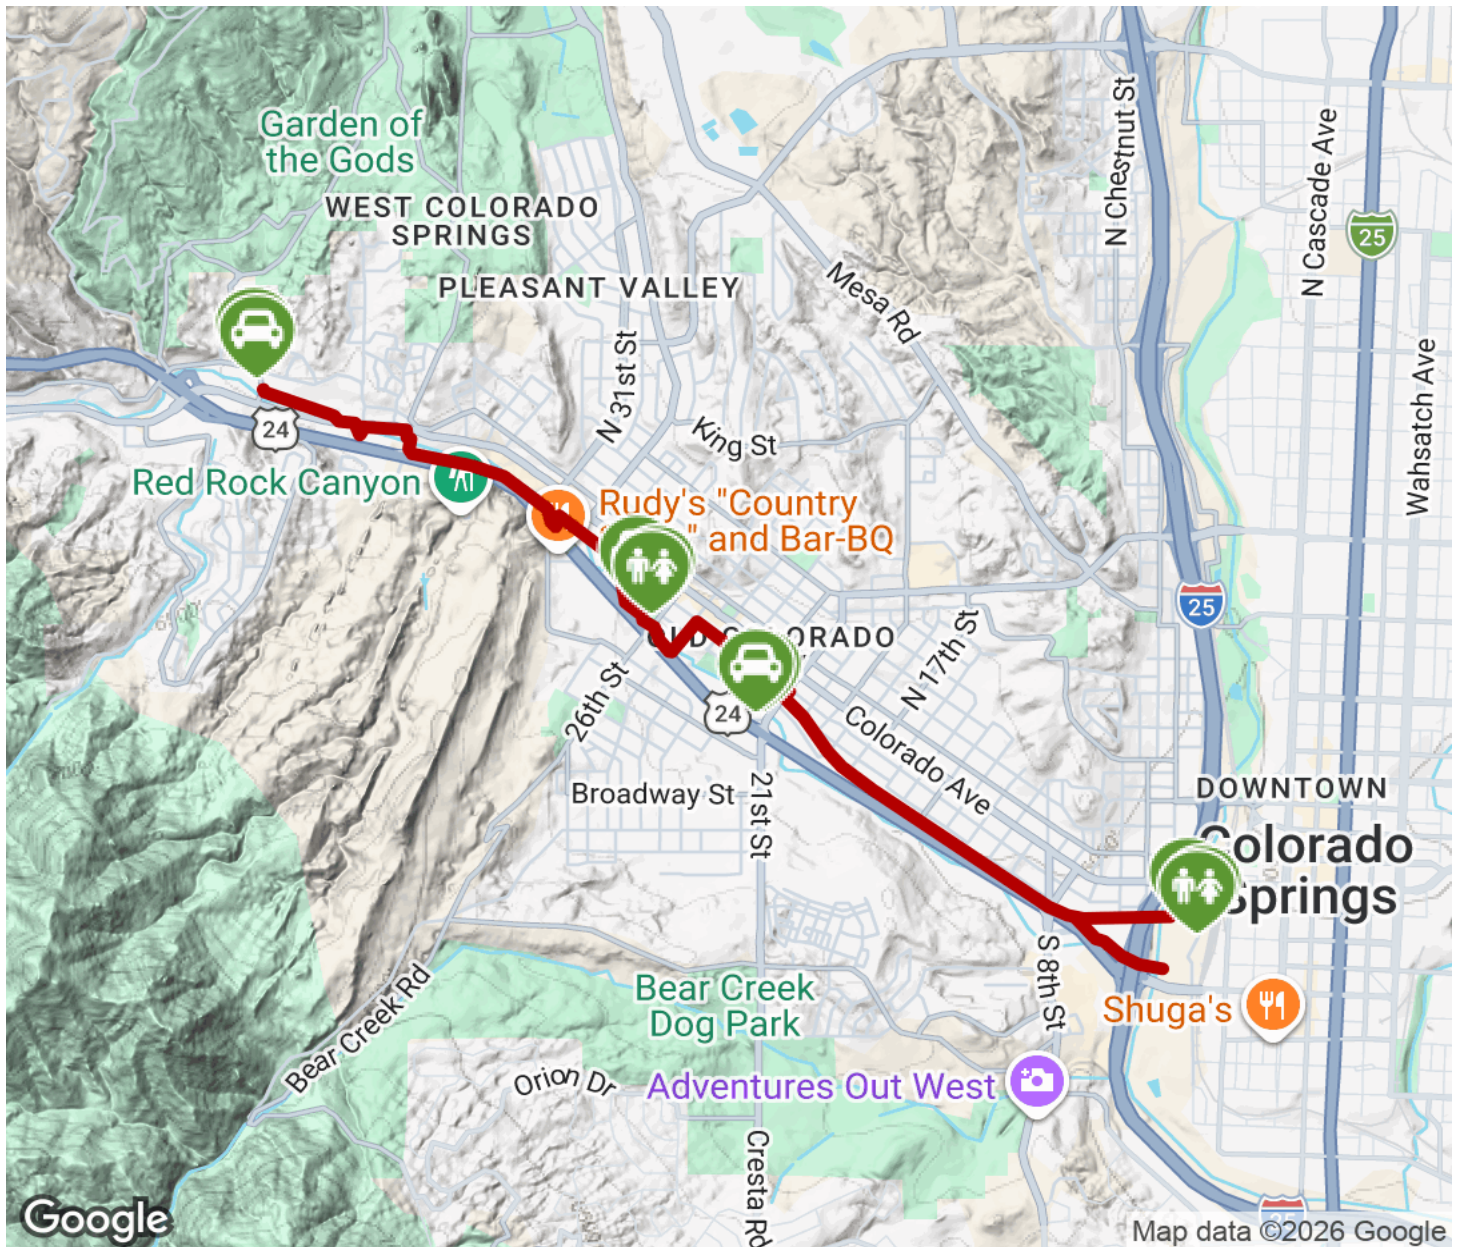 Garden of
the Gods
WEST COLORADO
SPRINGS
PLEASANT VALLEY
N Chestnut St
N Cascade Ave
25
Mesa Rd
Wahsatch Ave
N 31st St
King St
24
Red Rock Canyon
Rudy's "Country
" and Bar-BQ
25
COLORADO
N 17th St
26th St
24
Colorado Ave
Broadway St
21st St
DOWNTOWN
Colorado
Springs
S 8th St
Bear Creek
Dog Park
Shuga's
Bear Creek Rd
Orion Dr
Adventures Out West
Cresta Rd
25
Google
Map data ©2026 Google